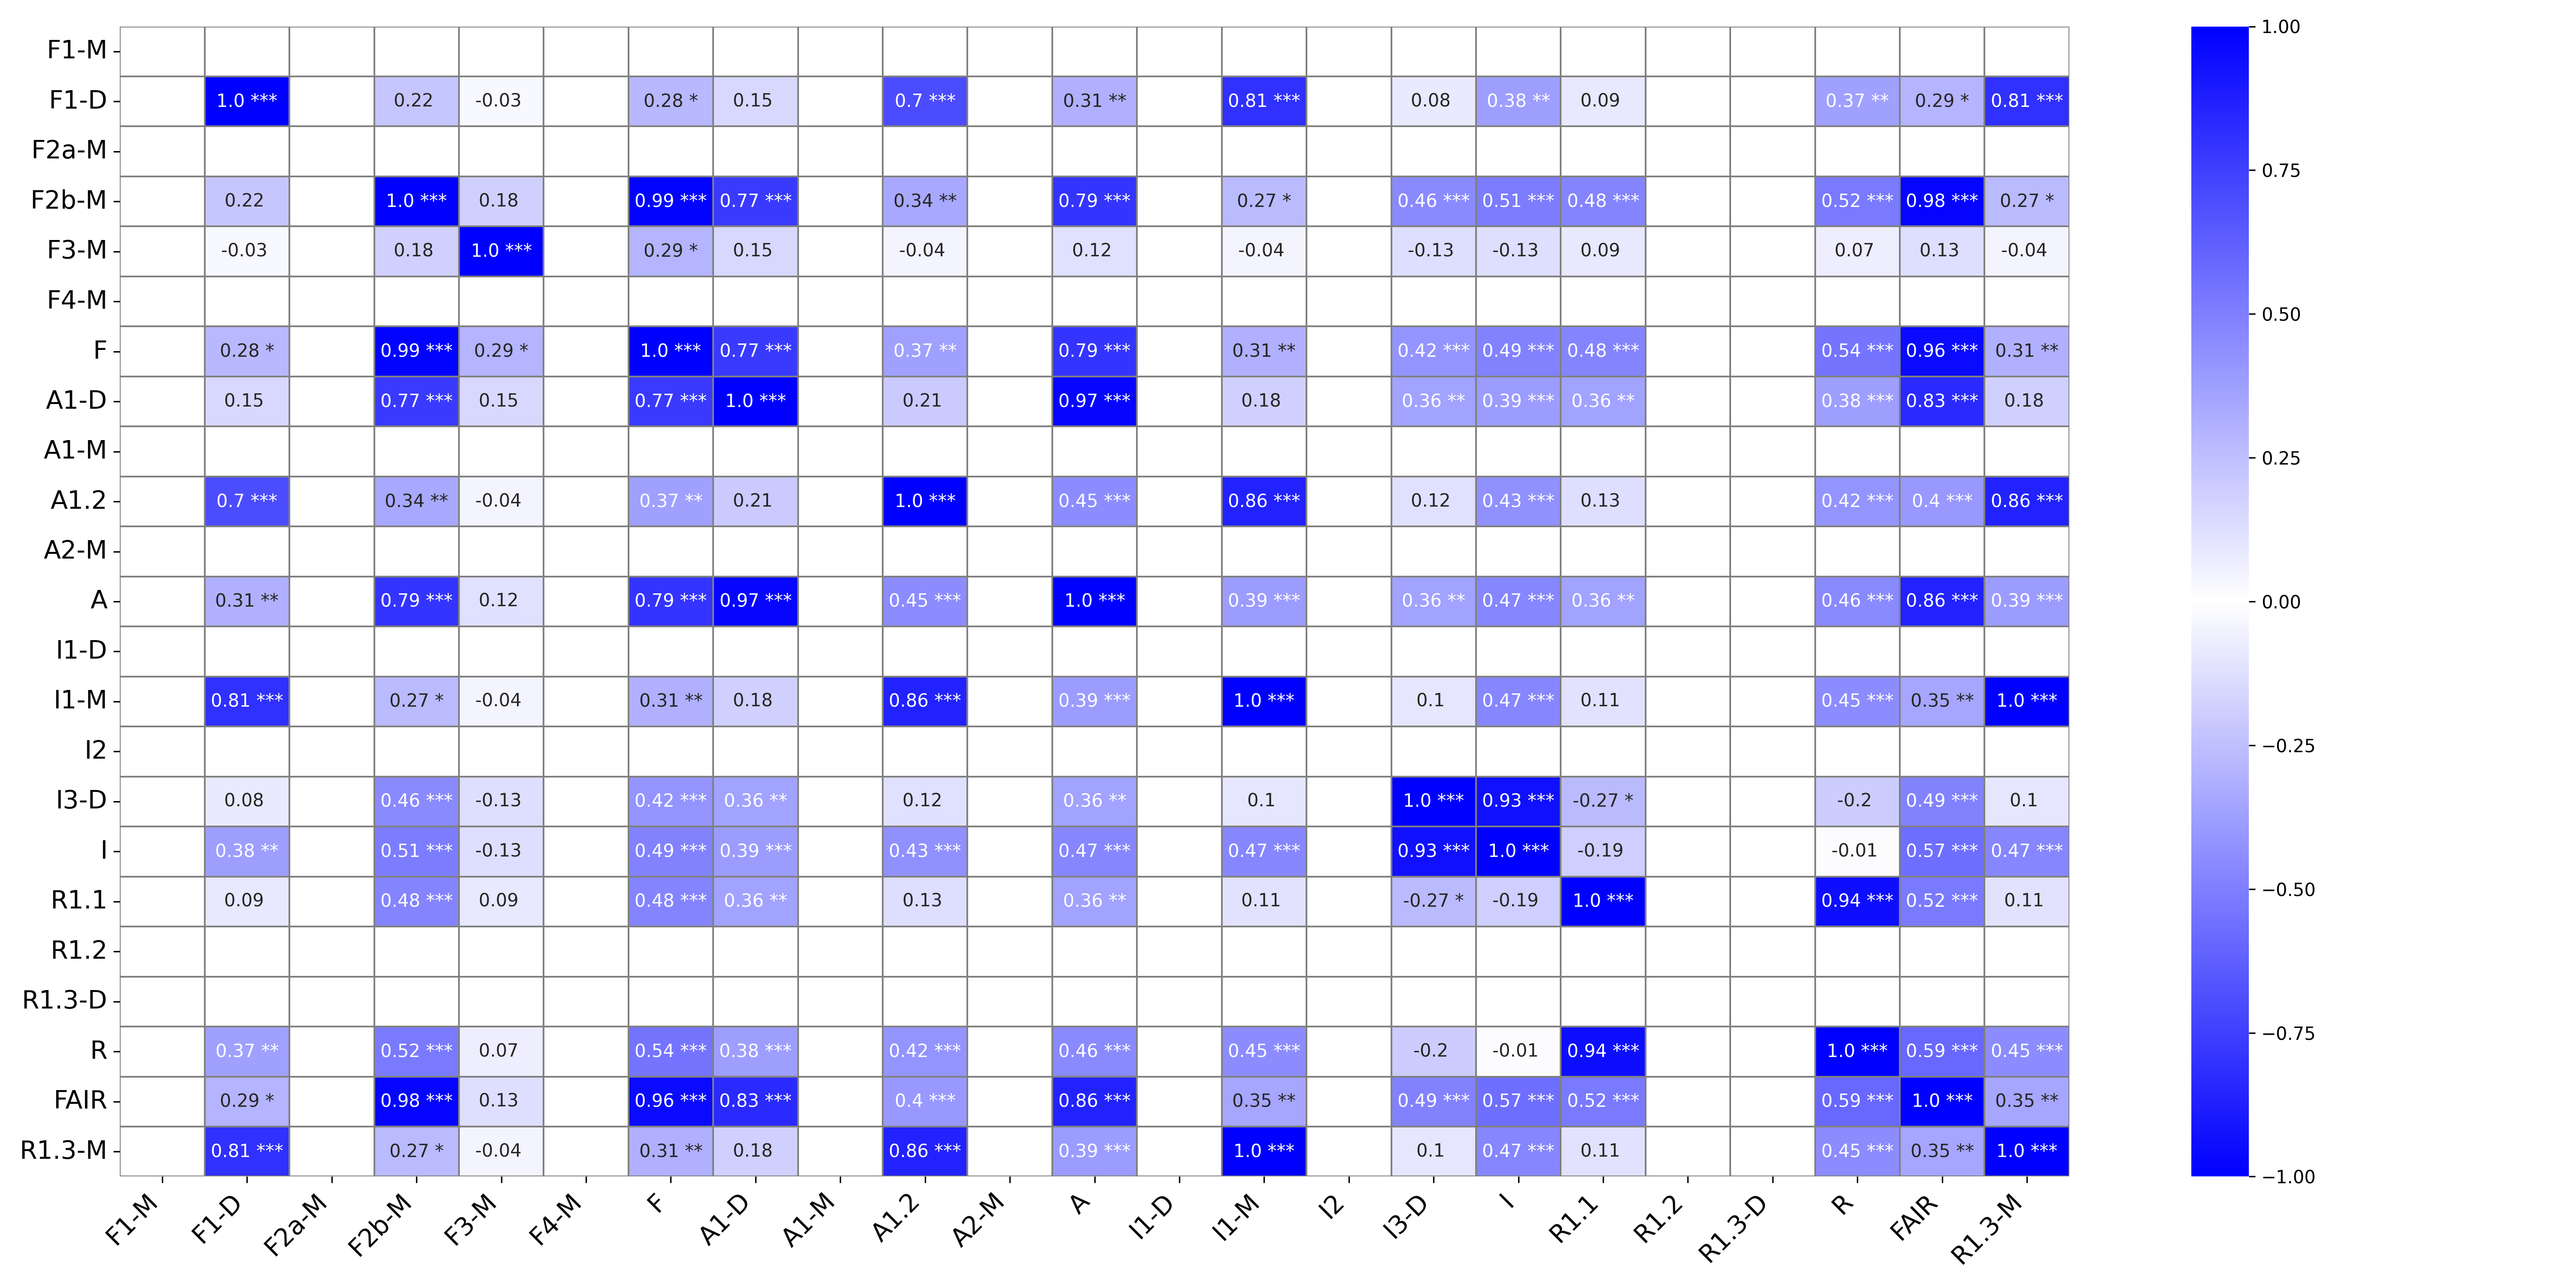 F1-M
F1-D 1.0 *** 0.22 -0.03 0.28 * 0.15 0.7 *** 0.31 ** 0.81 *** 0.08 0.38 ** 0.09 0.37 ** 0.29 * 0.81 ***
F2a-M
F2b-M 0.22 1.0 *** 0.18 0.99 *** 0.77 *** 0.34 ** 0.79 *** 0.27 * 0.46 *** 0.51 *** 0.48 *** 0.52 *** 0.98 *** 0.27 *
F3-M -0.03 0.18 1.0 *** 0.29 * 0.15 -0.04 0.12 -0.04 -0.13 -0.13 0.09 0.07 0.13 -0.04
F4-M
F 0.28 * 0.99 *** 0.29 * 1.0 *** 0.77 *** 0.37 ** 0.79 *** 0.31 ** 0.42 *** 0.49 *** 0.48 *** 0.54 *** 0.96 *** 0.31 **
A1-D 0.15 0.77 *** 0.15 0.77 *** 1.0 *** 0.21 0.97 *** 0.18 0.36 ** 0.39 *** 0.36 ** 0.38 *** 0.83 *** 0.18
A1-M
A1.2 0.7 *** 0.34 ** -0.04 0.37 ** 0.21 1.0 *** 0.45 *** 0.86 *** 0.12 0.43 *** 0.13 0.42 *** 0.4 *** 0.86 ***
A2-M
A 0.31 ** 0.79 *** 0.12 0.79 *** 0.97 *** 0.45 *** 1.0 *** 0.39 *** 0.36 ** 0.47 *** 0.36 ** 0.46 *** 0.86 *** 0.39 ***
I1-D
I1-M 0.81 *** 0.27 * -0.04 0.31 ** 0.18 0.86 *** 0.39 *** 1.0 *** 0.1 0.47 *** 0.11 0.45 *** 0.35 ** 1.0 ***
I2
I3-D 0.08 0.46 *** -0.13 0.42 *** 0.36 ** 0.12 0.36 ** 0.1 1.0 *** 0.93 *** -0.27 * -0.2 0.49 *** 0.1
I 0.38 ** 0.51 *** -0.13 0.49 *** 0.39 *** 0.43 *** 0.47 *** 0.47 *** 0.93 *** 1.0 *** -0.19 -0.01 0.57 *** 0.47 ***
R1.1 0.09 0.48 *** 0.09 0.48 *** 0.36 ** 0.13 0.36 ** 0.11 -0.27 * -0.19 1.0 *** 0.94 *** 0.52 *** 0.11
R1.2
R1.3-D
R 0.37 ** 0.52 *** 0.07 0.54 *** 0.38 *** 0.42 *** 0.46 *** 0.45 *** -0.2 -0.01 0.94 *** 1.0 *** 0.59 *** 0.45 ***
FAIR 0.29 * 0.98 *** 0.13 0.96 *** 0.83 *** 0.4 *** 0.86 *** 0.35 ** 0.49 *** 0.57 *** 0.52 *** 0.59 *** 1.0 *** 0.35 **
R1.3-M 0.81 *** 0.27 * -0.04 0.31 ** 0.18 0.86 *** 0.39 *** 1.0 *** 0.1 0.47 *** 0.11 0.45 *** 0.35 ** 1.0 ***
F1-M F1-D F2a-M F2b-M F3-M F4-M F A1-D A1-M A1.2 A2-M A I1-D I1-M I2 I3-D I R1.1 R1.2 R1.3-D R FAIR R1.3-M
1.00
0.75
0.50
0.25
0.00
−0.25
−0.50
−0.75
−1.00